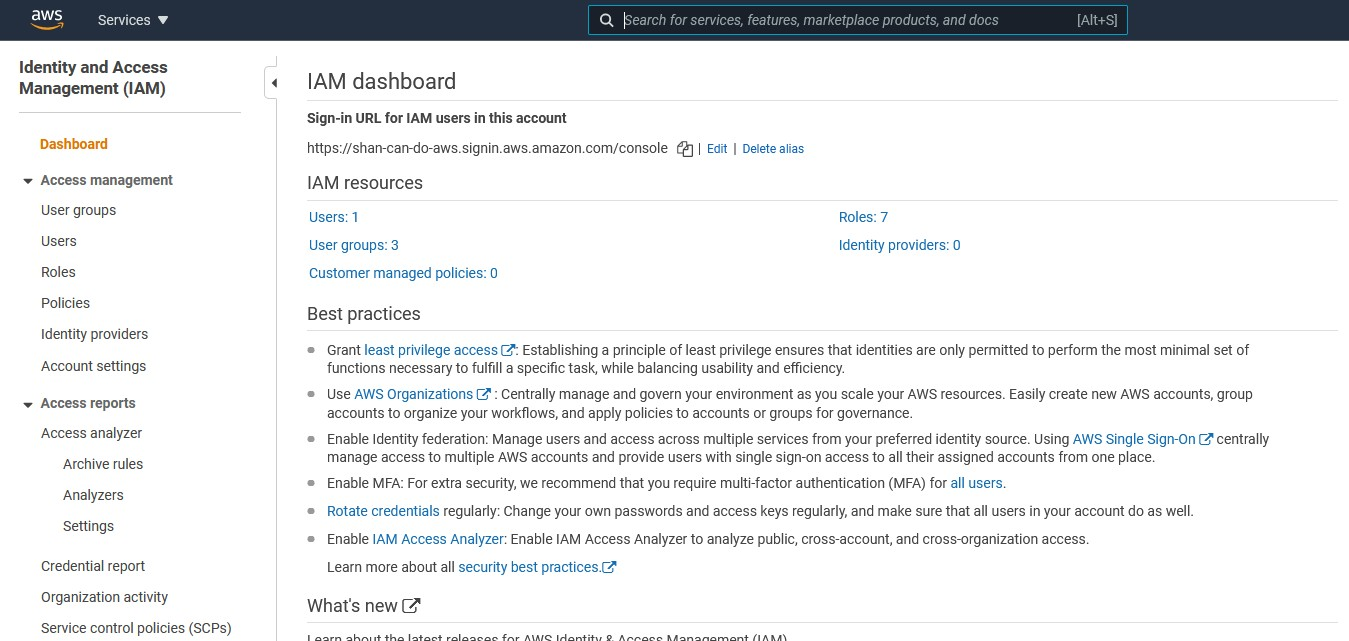 aws
Services ▼
Search for services, features, marketplace products, and docs
[Alt+S]
Identity and Access
Management (IAM)
Dashboard
Access management
User groups
Users
Roles
Policies
Identity providers
Account settings
Access reports
Access analyzer
Archive rules
Analyzers
Settings
Credential report
Organization activity
Service control policies (SCPs)
IAM dashboard
Sign-in URL for IAM users in this account
https://shan-can-do-aws.signin.aws.amazon.com/console | Edit | Delete alias
IAM resources
Users: 1
Roles: 7
User groups: 3
Identity providers: 0
Customer managed policies: 0
Best practices
Grant least privilege access : Establishing a principle of least privilege ensures that identities are only permitted to perform the most minimal set of
functions necessary to fulfill a specific task, while balancing usability and efficiency.
Use AWS Organizations : Centrally manage and govern your environment as you scale your AWS resources. Easily create new AWS accounts, group
accounts to organize your workflows, and apply policies to accounts or groups for governance.
Enable Identity federation: Manage users and access across multiple services from your preferred identity source. Using AWS Single Sign-On centrally
manage access to multiple AWS accounts and provide users with single sign-on access to all their assigned accounts from one place.
Enable MFA: For extra security, we recommend that you require multi-factor authentication (MFA) for all users.
Rotate credentials regularly: Change your own passwords and access keys regularly, and make sure that all users in your account do as well.
Enable IAM Access Analyzer: Enable IAM Access Analyzer to analyze public, cross-account, and cross-organization access.
Learn more about all security best practices.
What's new
Learn about the latest releases for AWS Identity & Access Management (IAM)